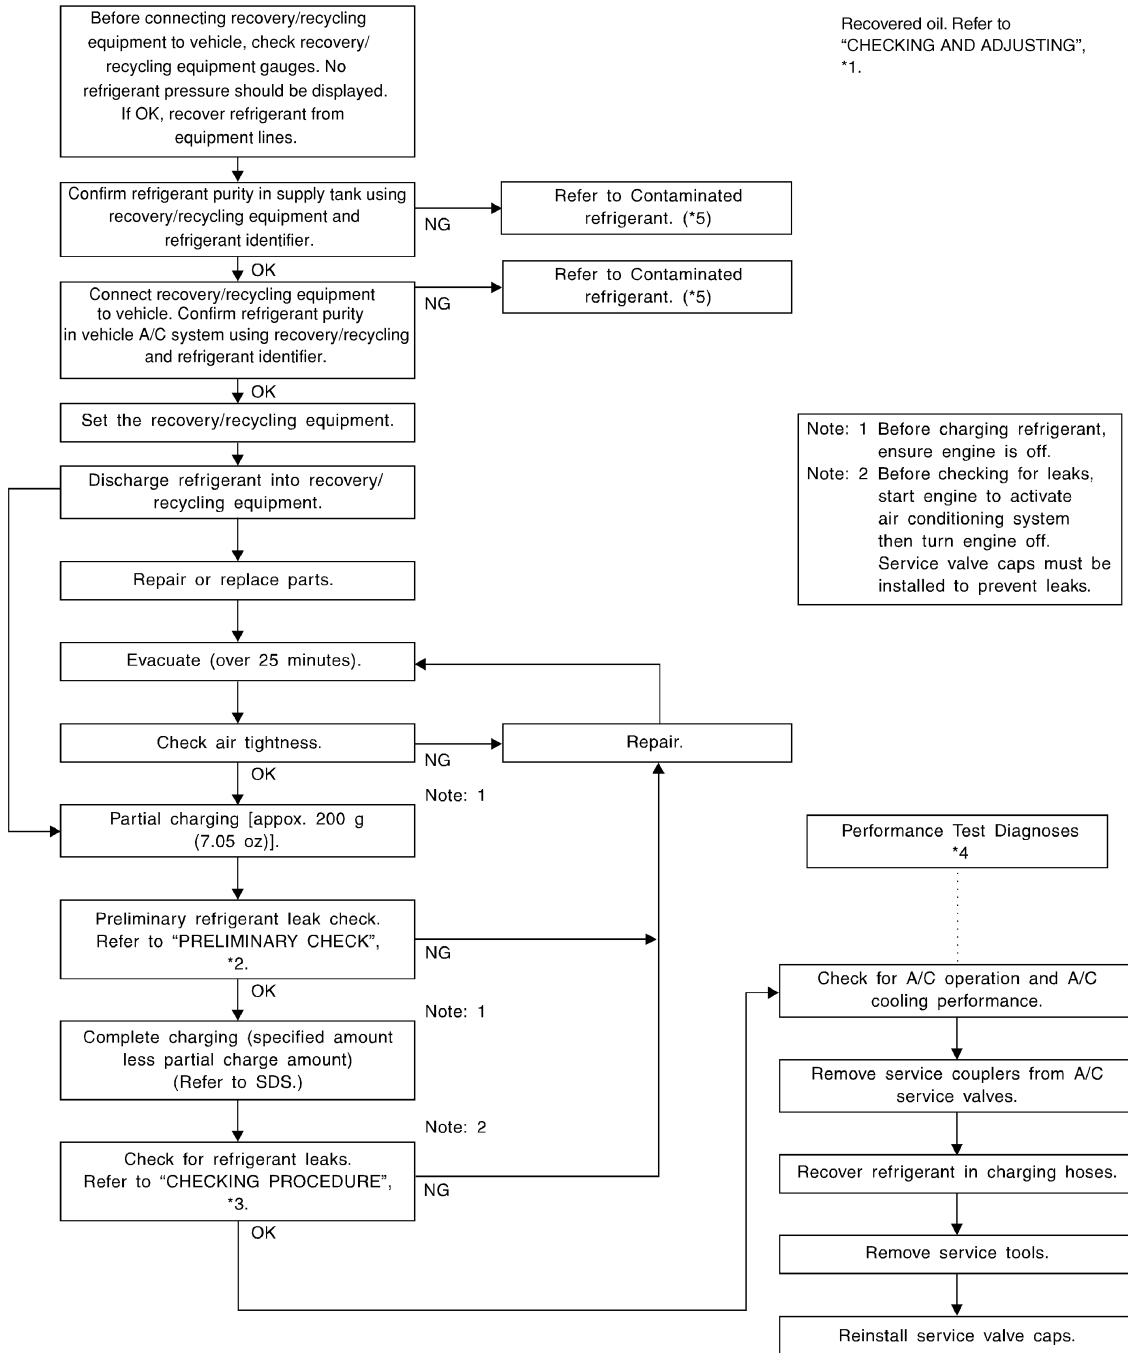 Before connecting recovery/recycling
equipment to vehicle, check recovery/
recycling equipment gauges. No
refrigerant pressure should be displayed.
If OK, recover refrigerant from
equipment lines.
Recovered oil. Refer to
“CHECKING AND ADJUSTING”,
*1.
Confirm refrigerant purity in supply tank using
recovery/recycling equipment and
refrigerant identifier.
NG
Refer to Contaminated
refrigerant. (*5)
OK
Connect recovery/recycling equipment
to vehicle. Confirm refrigerant purity
in vehicle A/C system using recovery/recycling
and refrigerant identifier.
NG
Refer to Contaminated
refrigerant. (*5)
OK
Set the recovery/recycling equipment.
Note: 1 Before charging refrigerant,
ensure engine is off.
Note: 2 Before checking for leaks,
start engine to activate
air conditioning system
then turn engine off.
Service valve caps must be
installed to prevent leaks.
Discharge refrigerant into recovery/
recycling equipment.
Repair or replace parts.
Evacuate (over 25 minutes).
Check air tightness.
NG
Repair.
OK
Note: 1
Partial charging [appox. 200 g
(7.05 oz)].
Preliminary refrigerant leak check.
Refer to “PRELIMINARY CHECK”,
*2.
NG
OK
Note: 1
Complete charging (specified amount
less partial charge amount)
(Refer to SDS.)
Note: 2
Check for refrigerant leaks.
Refer to “CHECKING PROCEDURE”,
*3.
NG
OK
Performance Test Diagnoses
*4
Check for A/C operation and A/C
cooling performance.
Remove service couplers from A/C
service valves.
Recover refrigerant in charging hoses.
Remove service tools.
Reinstall service valve caps.